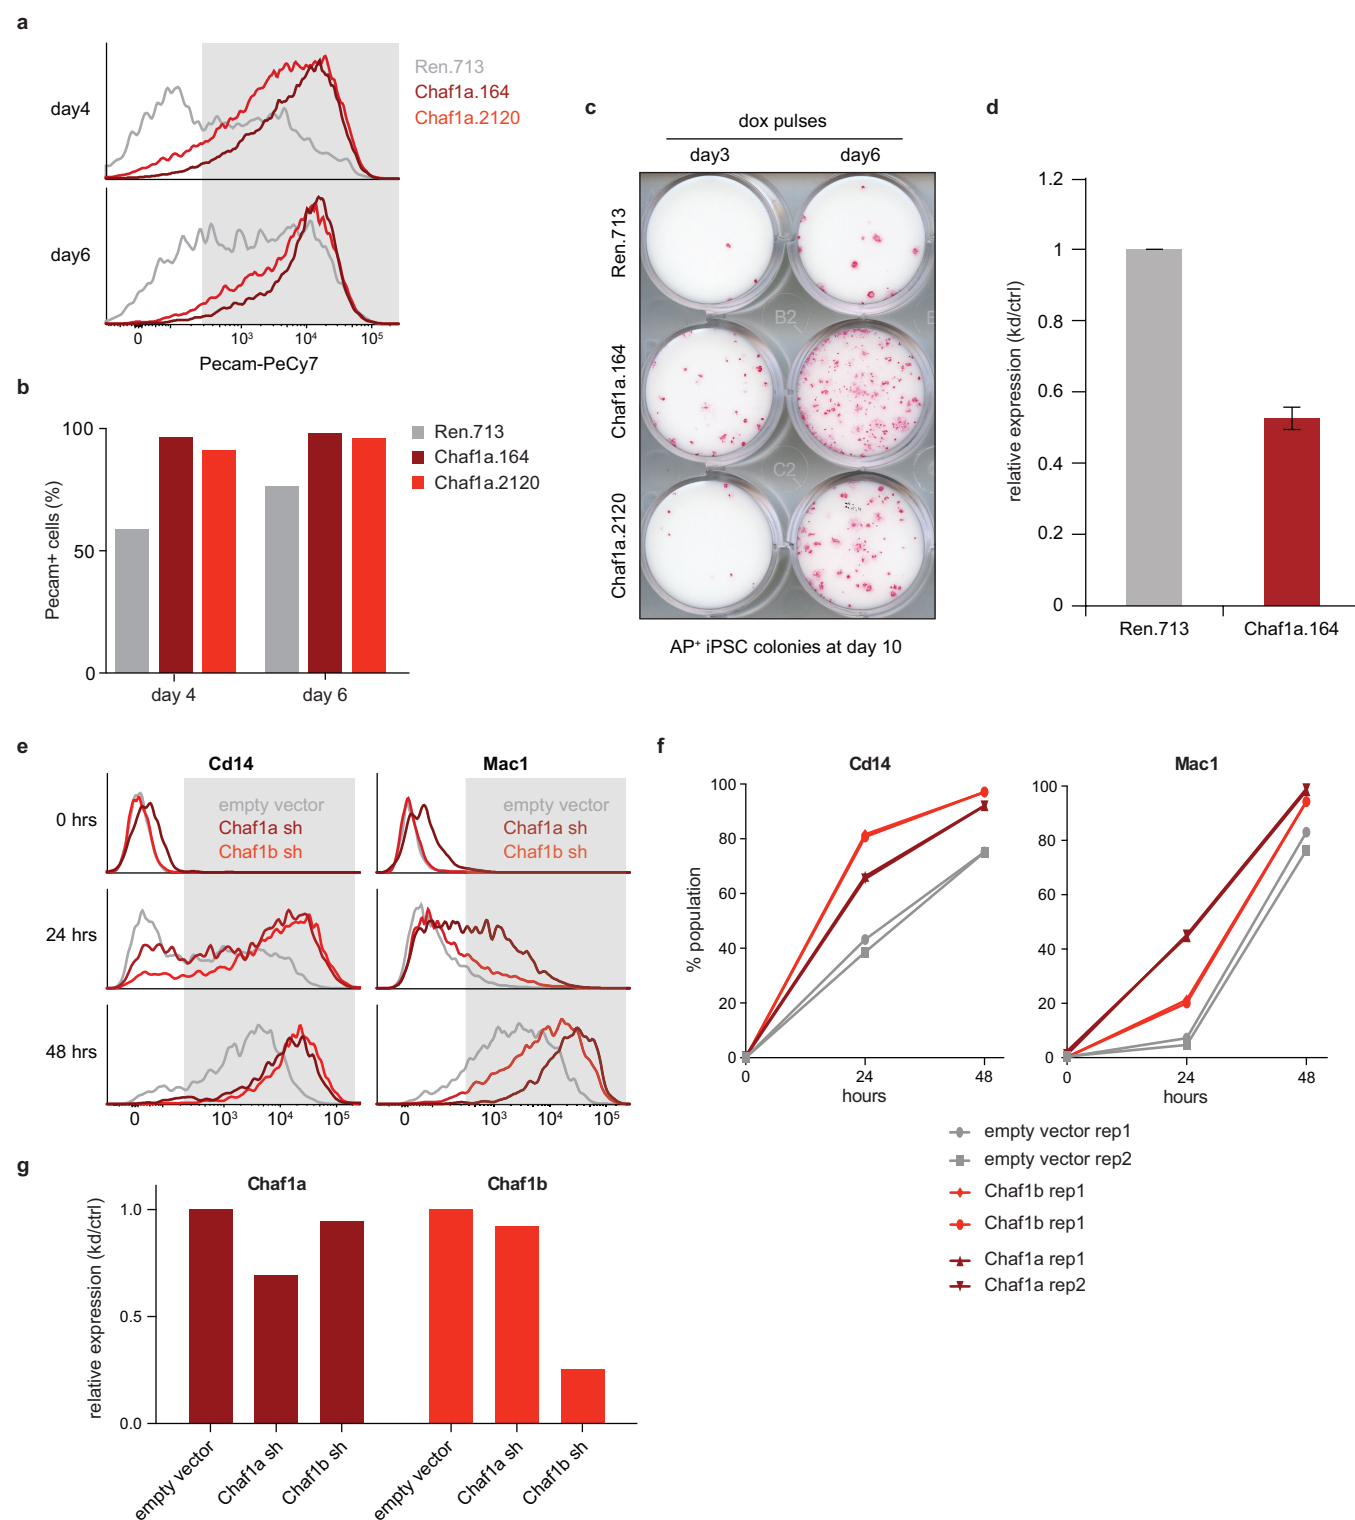 a
day4
Ren.713
Chaf1a.164
Chaf1a.2120
day6
0 10³ 10⁴ 10⁵
Pecam-PeCy7
b
Pecam+ cells (%)
100
50
0
day 4 day 6
Ren.713
Chaf1a.164
Chaf1a.2120
c
dox pulses
day3 day6
Ren.713
Chaf1a.164
Chaf1a.2120
B2
C2
AP⁺ iPSC colonies at day 10
d
relative expression (kd/ctrl)
1.2
1
0.8
0.6
0.4
0.2
0
Ren.713 Chaf1a.164
e
Cd14 Mac1
0 hrs
empty vector
Chaf1a sh
Chaf1b sh
empty vector
Chaf1a sh
Chaf1b sh
24 hrs
48 hrs
0 10³ 10⁴ 10⁵
0 10³ 10⁴ 10⁵
f
Cd14
% population
100
80
60
40
20
0
0 24 48
hours
Mac1
100
80
60
40
20
0
0 24 48
hours
empty vector rep1
empty vector rep2
Chaf1b rep1
Chaf1b rep1
Chaf1a rep1
Chaf1a rep2
g
Chaf1a Chaf1b
relative expression (kd/ctrl)
1.0
0.5
0.0
empty vector
Chaf1a sh
Chaf1b sh
empty vector
Chaf1a sh
Chaf1b sh